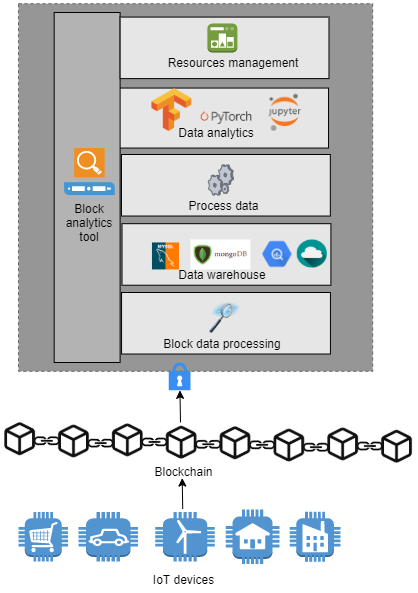 Resources management
PyTorch
jupyter
Data analytics
Block
analytics
tool
Process data
MYSQL
mongoDB
Data warehouse
Block data processing
Blockchain
IoT devices